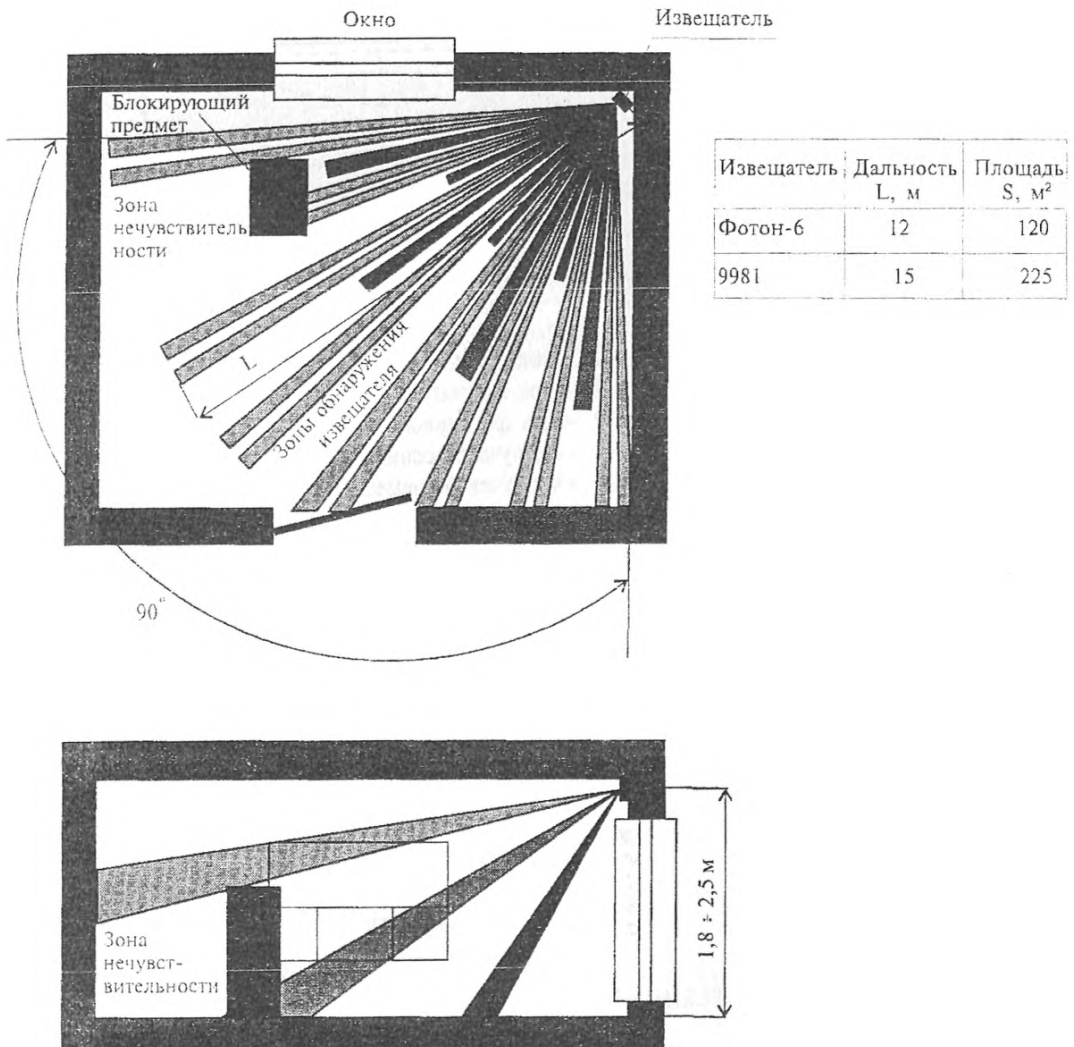 Окно
Извещатель
Блокирующий
предмет
Зона
нечувствитель
ности
L
Зоны обнаружения
извещателя
90°
Извещатель Дальность Площадь
L, м S, м²
Фотон-6 12 120
9981 15 225
Зона
нечувст-
вительности
1,8 ÷ 2,5 м